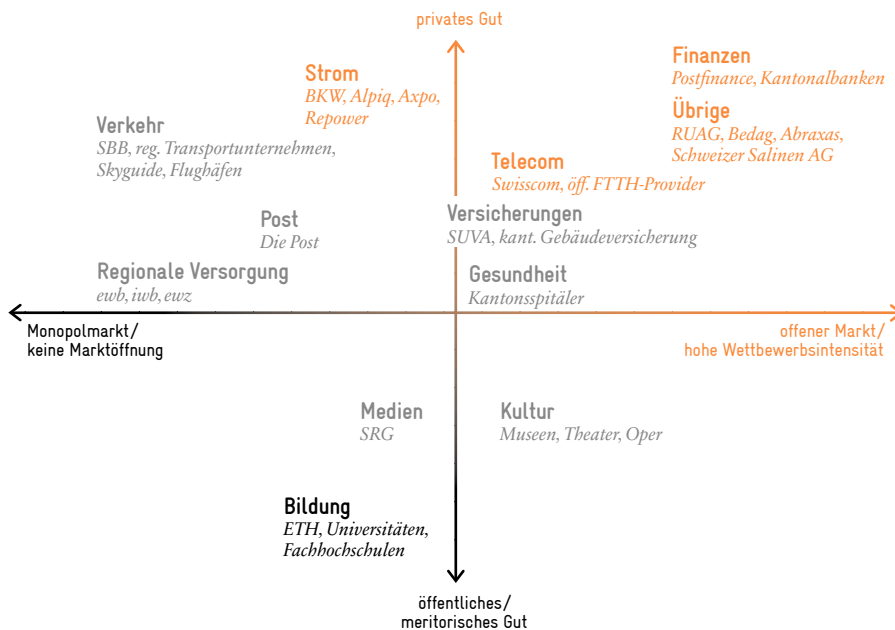 privates Gut
Finanzen
Postfinance, Kantonalbanken
Strom
BKW, Alpiq, Axpo,
Repower
Übrige
RUAG, Bedag, Abraxas,
Schweizer Salinen AG
Verkehr
SBB, reg. Transportunternehmen,
Skyguide, Flughäfen
Telecom
Swisscom, öff. FTTH-Provider
Post
Die Post
Versicherungen
SUVA, kant. Gebäudeversicherung
Regionale Versorgung
ewb, iwb, ewz
Gesundheit
Kantonsspitäler
Monopolmarkt/
keine Marktöffnung
offener Markt/
hohe Wettbewerbsintensität
Medien
SRG
Kultur
Museen, Theater, Oper
Bildung
ETH, Universitäten,
Fachhochschulen
öffentliches/
meritorisches Gut